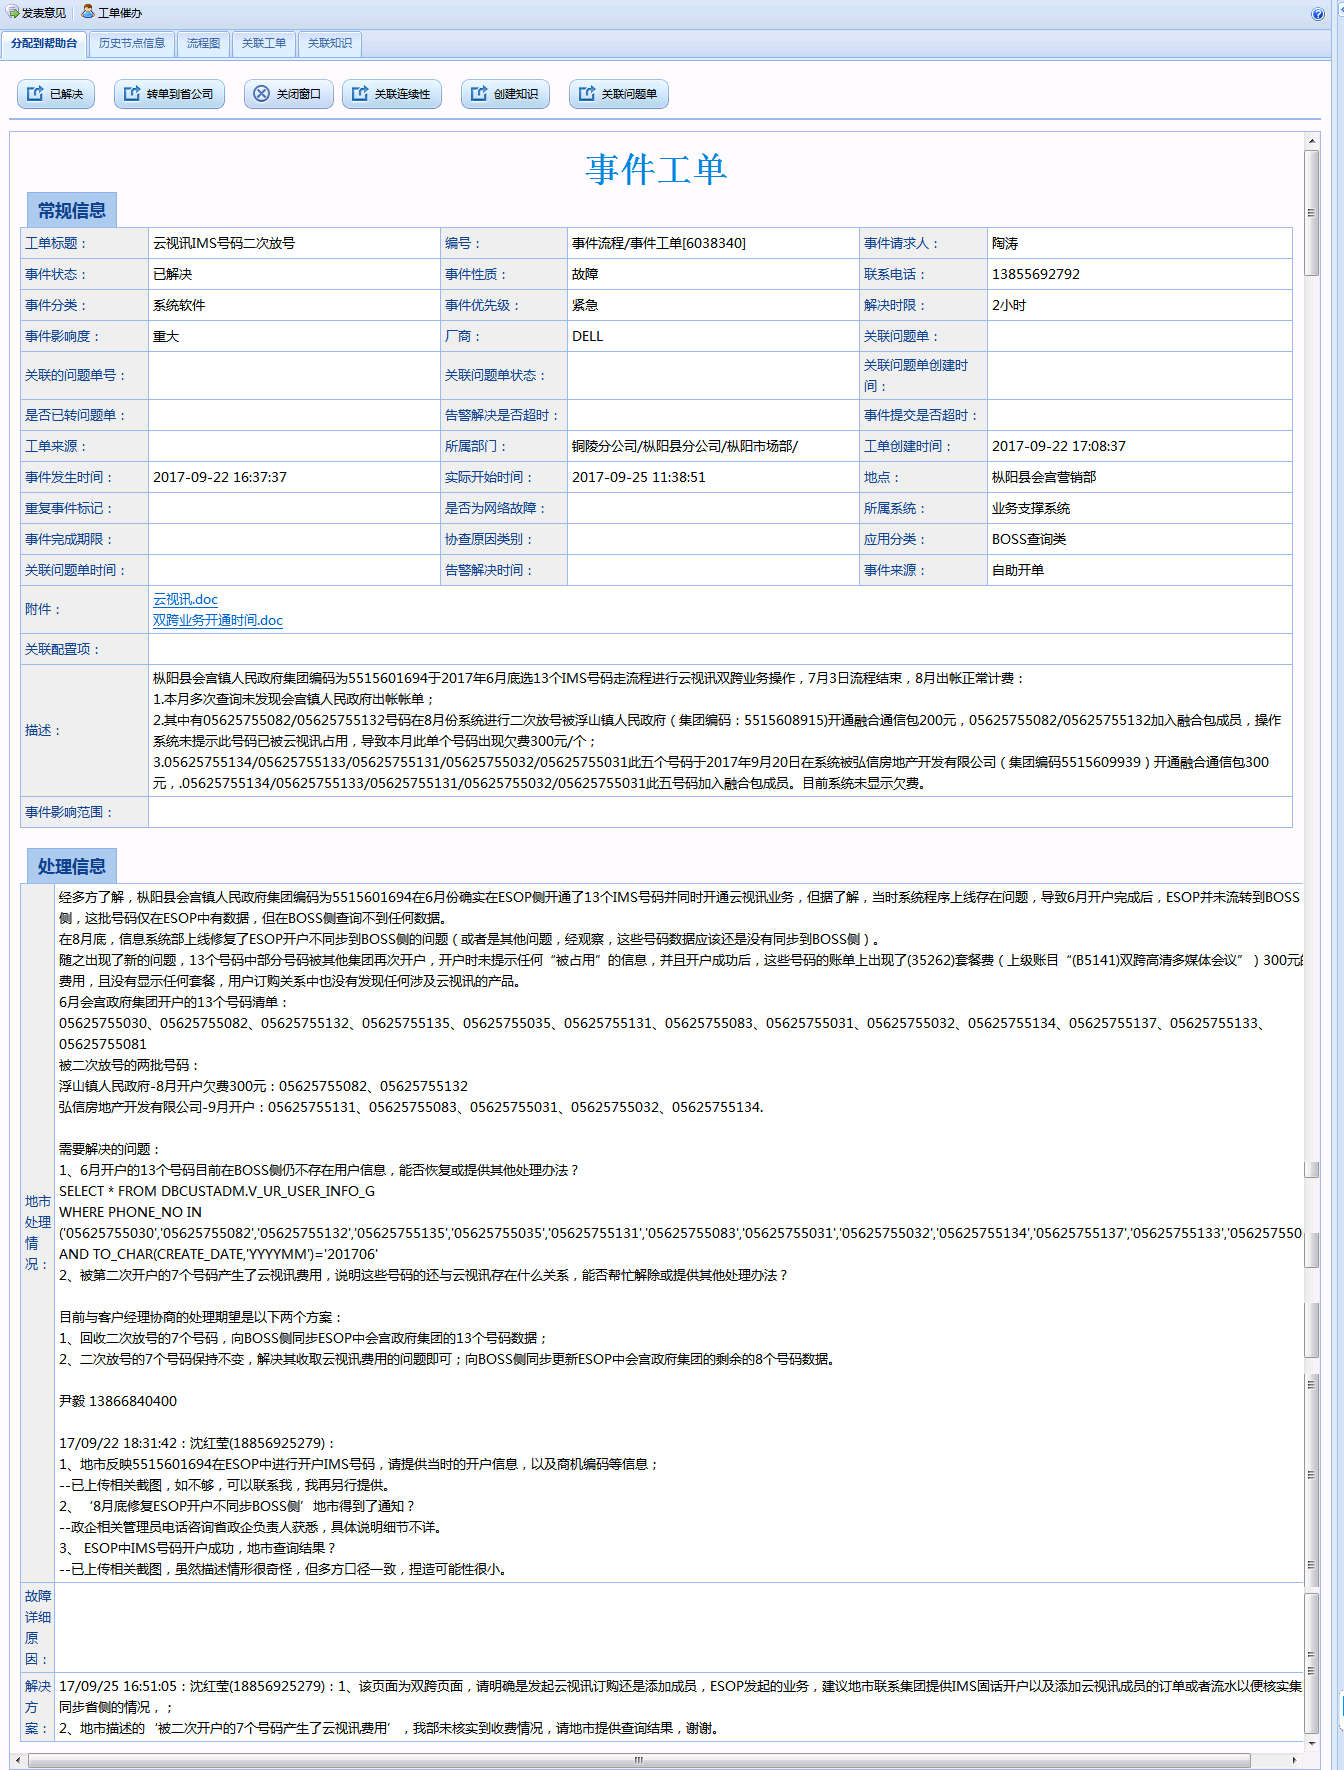 发表意见 工单催办
分配到帮助台 历史节点信息 流程图 关联工单 关联知识
已解决 转单到省公司 关闭窗口 关联连续性 创建知识 关联问题单
事件工单
常规信息
工单标题： 云视讯IMS号码二次放号 编号： 事件流程/事件工单[6038340] 事件请求人： 陶涛
事件状态： 已解决 事件性质： 故障 联系电话： 13855692792
事件分类： 系统软件 事件优先级： 紧急 解决时限： 2小时
事件影响度： 重大 厂商： DELL 关联问题单：
关联的问题单号： 关联问题单状态： 关联问题单创建时
间：
是否已转问题单： 告警解决是否超时： 事件提交是否超时：
工单来源： 所属部门： 铜陵分公司/枞阳县分公司/枞阳市场部/ 工单创建时间： 2017-09-22 17:08:37
事件发生时间： 2017-09-22 16:37:37 实际开始时间： 2017-09-25 11:38:51 地点： 枞阳县会宫营销部
重复事件标记： 是否为网络故障： 所属系统： 业务支撑系统
事件完成期限： 协查原因类别： 应用分类： BOSS查询类
关联问题单时间： 告警解决时间： 事件来源： 自助开单
附件：
云视讯.doc
双跨业务开通时间.doc
关联配置项：
描述：
枞阳县会宫镇人民政府集团编码为5515601694于2017年6月底选13个IMS号码走流程进行云视讯双跨业务操作，7月3日流程结束，8月出帐正常计费：
1.本月多次查询未发现会宫镇人民政府出帐帐单；
2.其中有05625755082/05625755132号码在8月份系统进行二次放号被浮山镇人民政府（集团编码：5515608915)开通融合通信包200元，05625755082/05625755132加入融合包成员，操作
系统未提示此号码已被云视讯占用，导致本月此单个号码出现欠费300元/个；
3.05625755134/05625755133/05625755131/05625755032/05625755031此五个号码于2017年9月20日在系统被弘信房地产开发有限公司（集团编码5515609939）开通融合通信包300
元，.05625755134/05625755133/05625755131/05625755032/05625755031此五号码加入融合包成员。目前系统未显示欠费。
事件影响范围：
处理信息
地市
处理
情
况：
经多方了解，枞阳县会宫镇人民政府集团编码为5515601694在6月份确实在ESOP侧开通了13个IMS号码并同时开通云视讯业务，但据了解，当时系统程序上线存在问题，导致6月开户完成后，ESOP并未流转到BOSS
侧，这批号码仅在ESOP中有数据，但在BOSS侧查询不到任何数据。
在8月底，信息系统部上线修复了ESOP开户不同步到BOSS侧的问题（或者是其他问题，经观察，这些号码数据应该还是没有同步到BOSS侧）。
随之出现了新的问题，13个号码中部分号码被其他集团再次开户，开户时未提示任何“被占用”的信息，并且开户成功后，这些号码的账单上出现了(35262)套餐费（上级账目“(B5141)双跨高清多媒体会议”）300元的
费用，且没有显示任何套餐，用户订购关系中也没有发现任何涉及云视讯的产品。
6月会宫政府集团开户的13个号码清单：
05625755030、05625755082、05625755132、05625755135、05625755035、05625755131、05625755083、05625755031、05625755032、05625755134、05625755137、05625755133、
05625755081
被二次放号的两批号码：
浮山镇人民政府-8月开户欠费300元：05625755082、05625755132
弘信房地产开发有限公司-9月开户：05625755131、05625755083、05625755031、05625755032、05625755134.
需要解决的问题：
1、6月开户的13个号码目前在BOSS侧仍不存在用户信息，能否恢复或提供其他处理办法？
SELECT * FROM DBCUSTADM.V_UR_USER_INFO_G
WHERE PHONE_NO IN
('05625755030','05625755082','05625755132','05625755135','05625755035','05625755131','05625755083','05625755031','05625755032','05625755134','05625755137','05625755133','056257550
AND TO_CHAR(CREATE_DATE,'YYYYMM')='201706'
2、被第二次开户的7个号码产生了云视讯费用，说明这些号码的还与云视讯存在什么关系，能否帮忙解除或提供其他处理办法？
目前与客户经理协商的处理期望是以下两个方案：
1、回收二次放号的7个号码，向BOSS侧同步ESOP中会宫政府集团的13个号码数据；
2、二次放号的7个号码保持不变，解决其收取云视讯费用的问题即可；向BOSS侧同步更新ESOP中会宫政府集团的剩余的8个号码数据。
尹毅 13866840400
17/09/22 18:31:42：沈红莹(18856925279)：
1、地市反映5515601694在ESOP中进行开户IMS号码，请提供当时的开户信息，以及商机编码等信息；
--已上传相关截图，如不够，可以联系我，我再另行提供。
2、‘8月底修复ESOP开户不同步BOSS侧’地市得到了通知？
--政企相关管理员电话咨询省政企负责人获悉，具体说明细节不详。
3、 ESOP中IMS号码开户成功，地市查询结果？
--已上传相关截图，虽然描述情形很奇怪，但多方口径一致，捏造可能性很小。
故障
详细
原
因：
解决
方
案：
17/09/25 16:51:05：沈红莹(18856925279)：1、该页面为双跨页面，请明确是发起云视讯订购还是添加成员，ESOP发起的业务，建议地市联系集团提供IMS固话开户以及添加云视讯成员的订单或者流水以便核实集
同步省侧的情况，；
2、地市描述的‘被二次开户的7个号码产生了云视讯费用’，我部未核实到收费情况，请地市提供查询结果，谢谢。